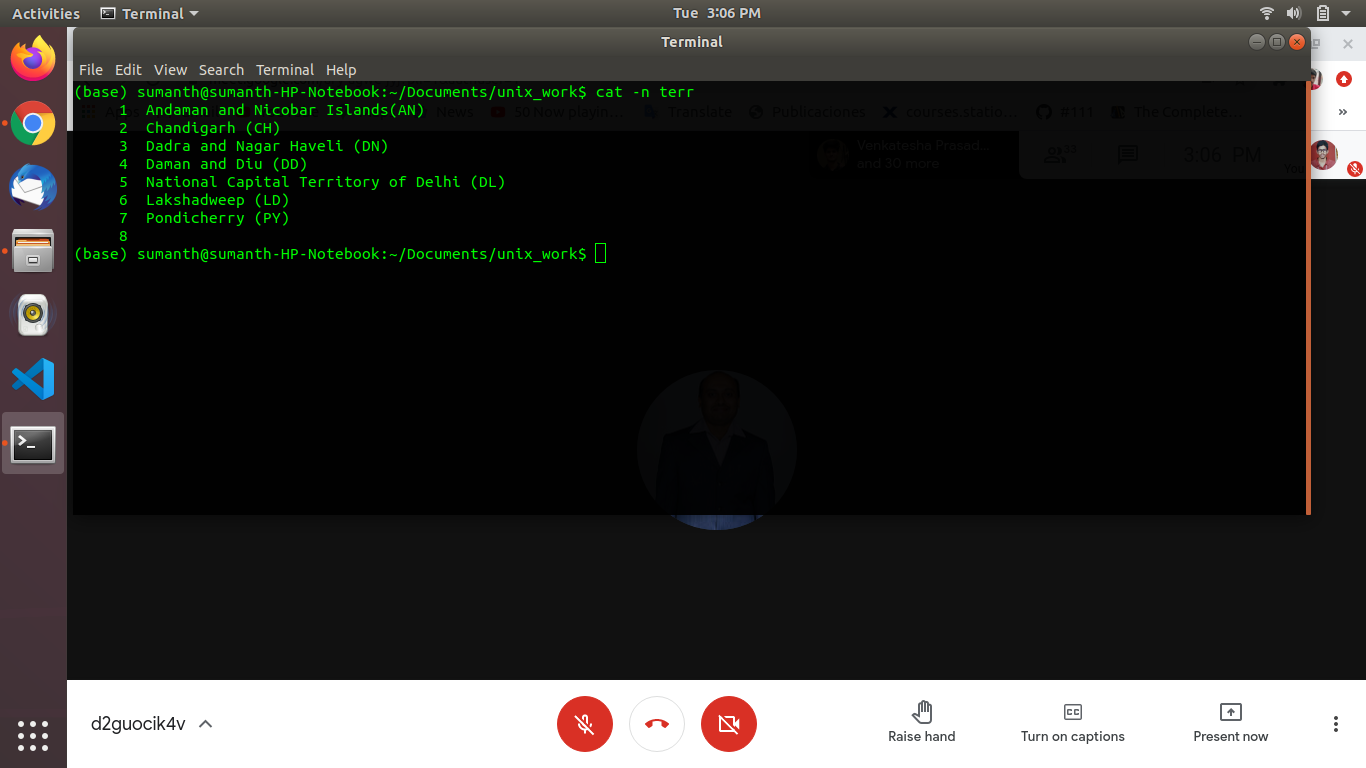 Activities Terminal Tue 3:06 PM
Terminal
File Edit View Search Terminal Help
(base) sumanth@sumanth-HP-Notebook:~/Documents/unix_work$ cat -n terr
1 Andaman and Nicobar Islands(AN)
2 Chandigarh (CH)
3 Dadra and Nagar Haveli (DN)
4 Daman and Diu (DD)
5 National Capital Territory of Delhi (DL)
6 Lakshadweep (LD)
7 Pondicherry (PY)
8
(base) sumanth@sumanth-HP-Notebook:~/Documents/unix_work$
News 50 Now playin... Translate Publicaciones courses.statio... #111 The Complete... »
Venkatesha Prasad...
and 30 more
3:06 PM
You
d2guocik4v
Raise hand
Turn on captions
Present now